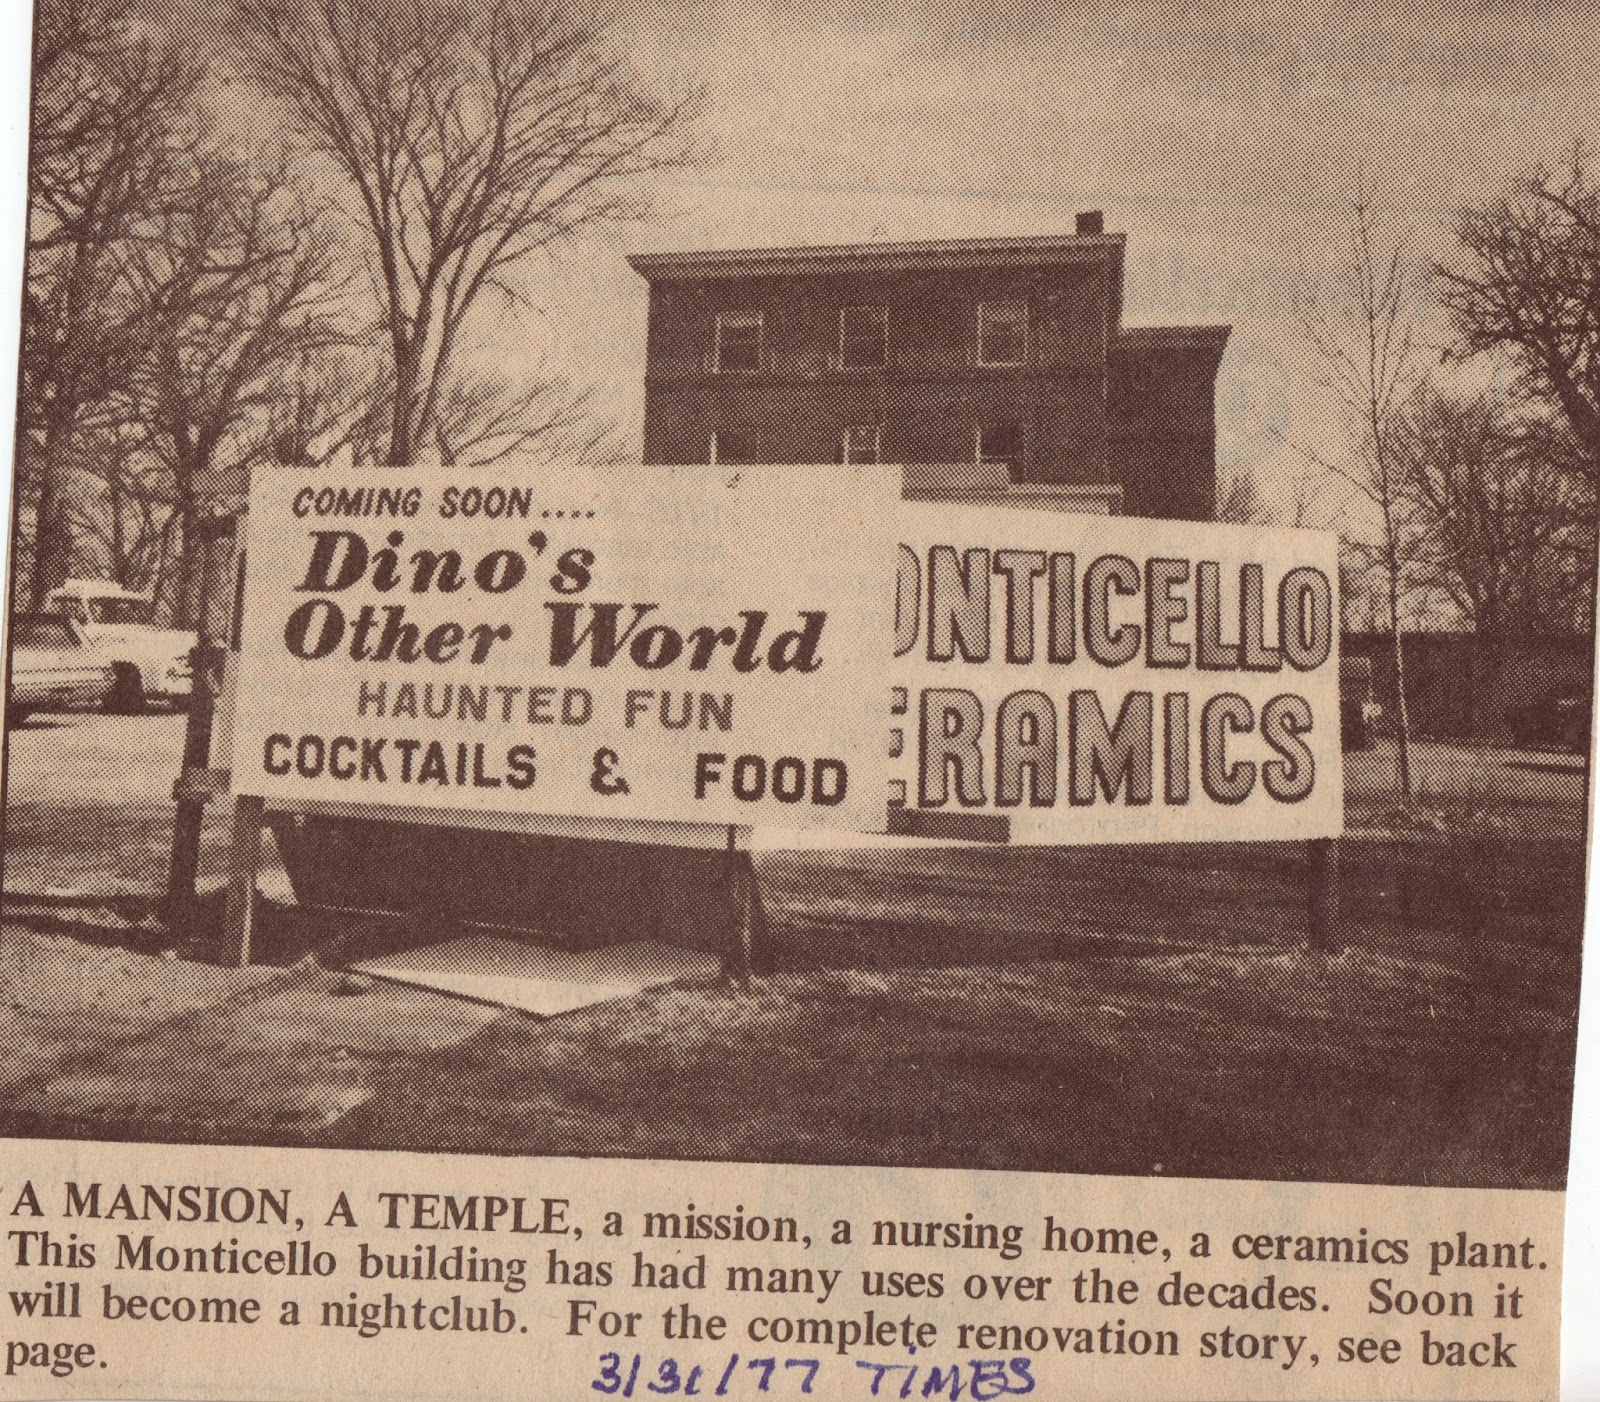 COMING SOON....
Dino's
Other World
HAUNTED FUN
COCKTAILS & FOOD
ONTICELLO
ERAMICS
A MANSION, A TEMPLE, a mission, a nursing home, a ceramics plant.
This Monticello building has had many uses over the decades. Soon it
will become a nightclub. For the complete renovation story, see back
page.
3/31/77 TIMES